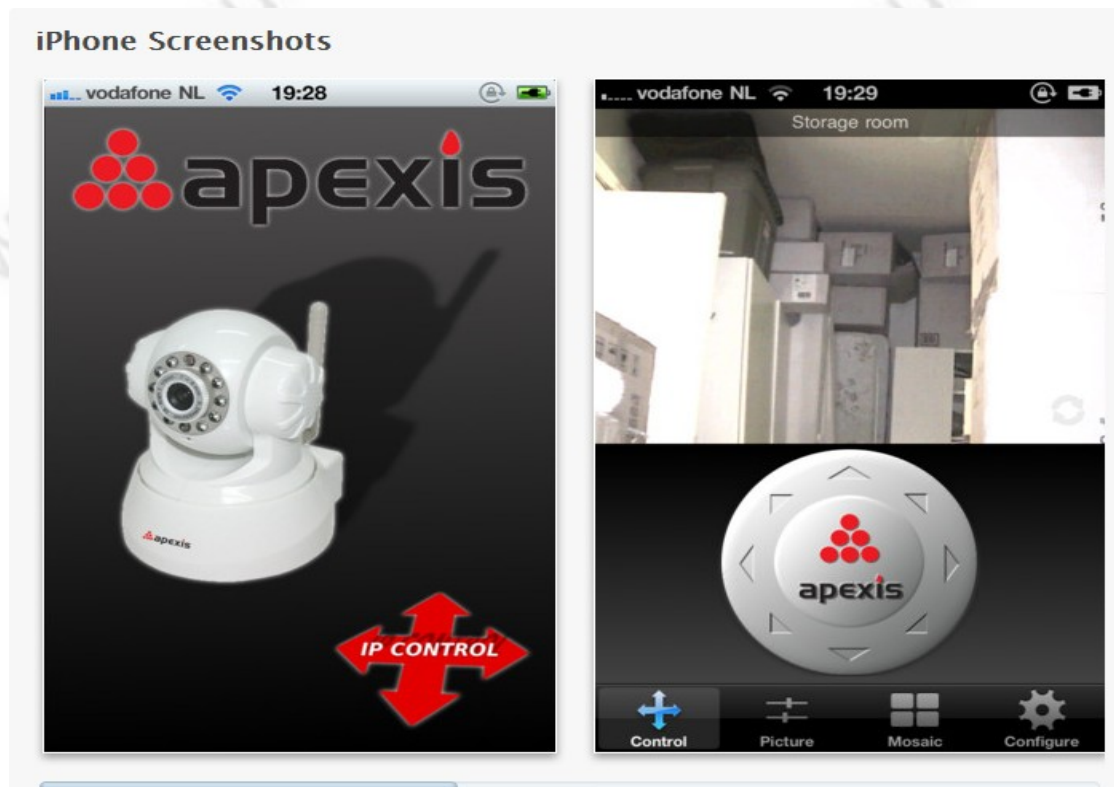 iPhone Screenshots
vodafone NL 19:28
apexis
apexis
IP CONTROL
vodafone NL 19:29
Storage room
apexis
Control Picture Mosaic Configure